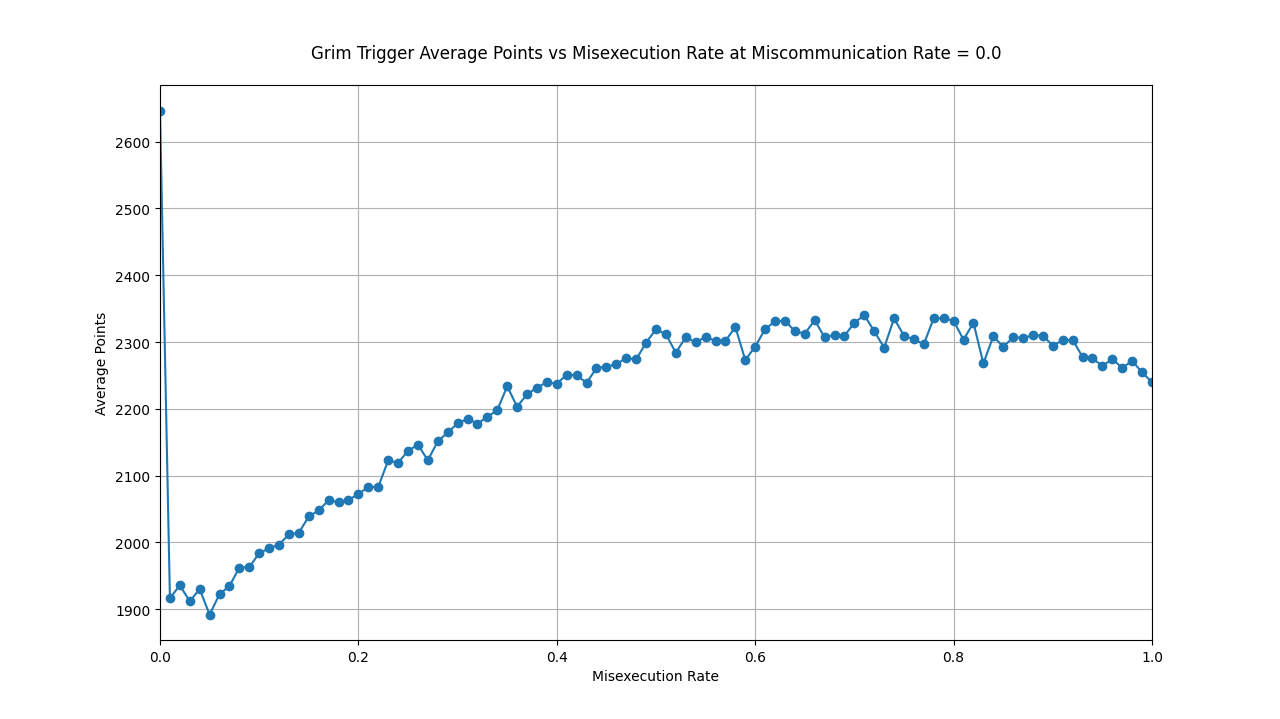 Grim Trigger Average Points vs Misexecution Rate at Miscommunication Rate = 0.0
2600
2500
2400
2300
2200
2100
2000
1900
Average Points
0.0 0.2 0.4 0.6 0.8 1.0
Misexecution Rate